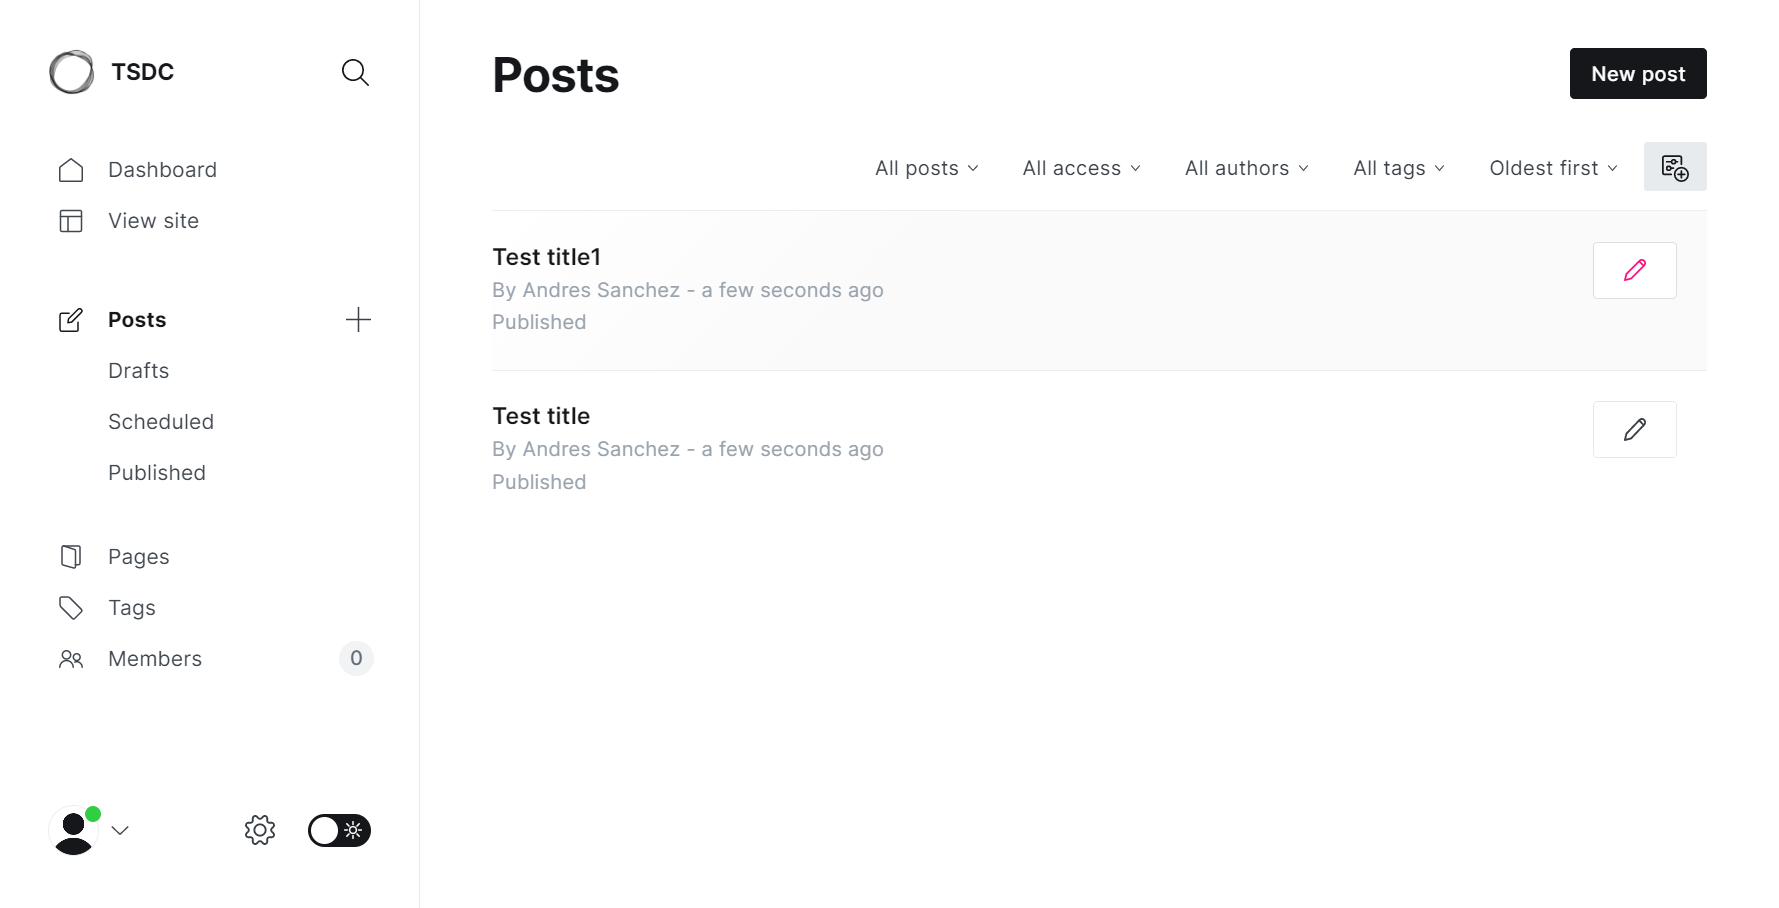 TSDC
Dashboard
View site
Posts
Drafts
Scheduled
Published
Pages
Tags
Members 0
Posts
New post
All posts All access All authors All tags Oldest first
Test title1
By Andres Sanchez - a few seconds ago
Published
Test title
By Andres Sanchez - a few seconds ago
Published